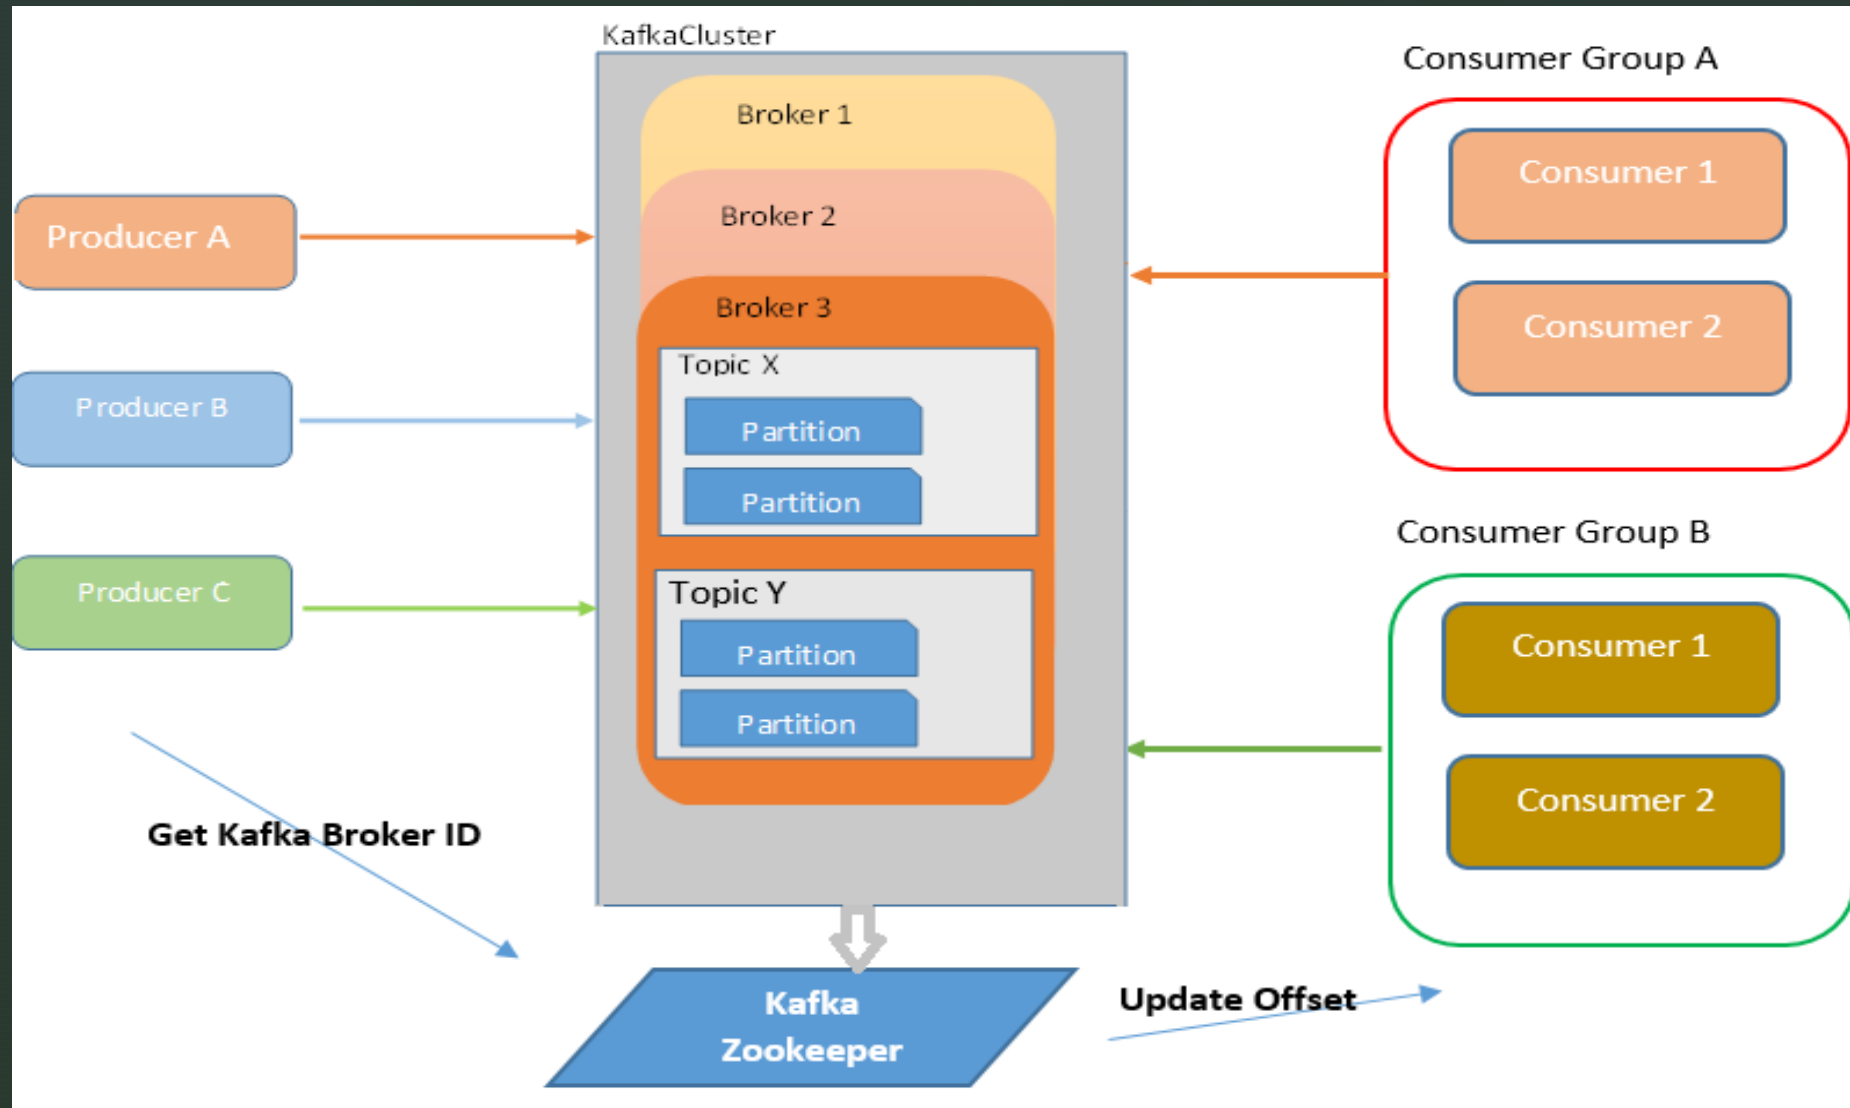 KafkaCluster
Broker 1
Broker 2
Broker 3
Topic X
Partition
Partition
Topic Y
Partition
Partition
Producer A
Producer B
Producer C
Get Kafka Broker ID
Kafka
Zookeeper
Update Offset
Consumer Group A
Consumer 1
Consumer 2
Consumer Group B
Consumer 1
Consumer 2